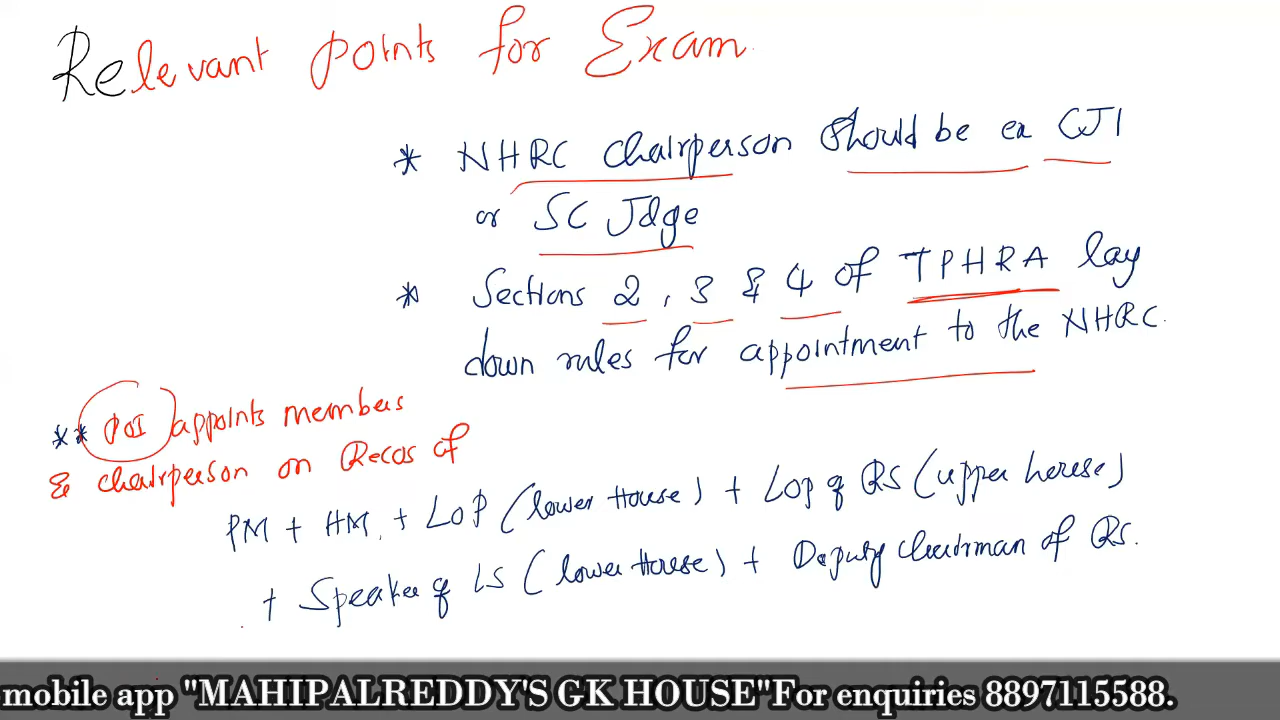 Relevant points for Exam
* NHRC chairperson should be ex CJI
or SC Jdge
* Sections 2, 3 & 4 of TPHRA lay
down rules for appointment to the NHRC.
** POI appoints members
& chairperson on Recos of
PM + HM + LOP (lower House) + LOP of RS (upper house)
+ Speaker of LS (lower House) + Deputy chairman of RS.
mobile app "MAHIPALREDDY'S GK HOUSE"For enquiries 8897115588.